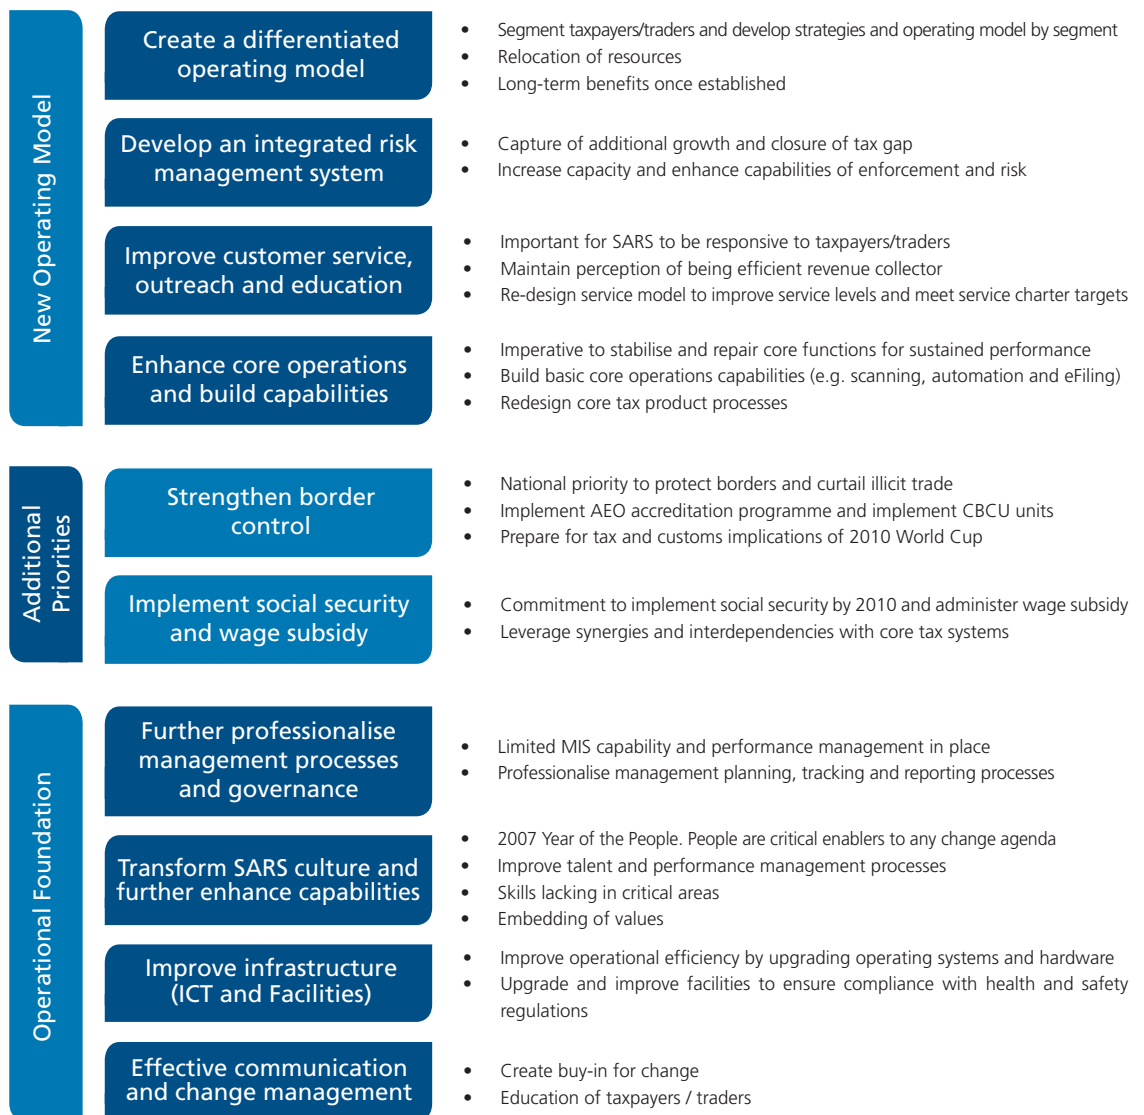 New Operating Model
Create a differentiated
operating model
• Segment taxpayers/traders and develop strategies and operating model by segment
• Relocation of resources
• Long-term benefits once established
Develop an integrated risk
management system
• Capture of additional growth and closure of tax gap
• Increase capacity and enhance capabilities of enforcement and risk
Improve customer service,
outreach and education
• Important for SARS to be responsive to taxpayers/traders
• Maintain perception of being efficient revenue collector
• Re-design service model to improve service levels and meet service charter targets
Enhance core operations
and build capabilities
• Imperative to stabilise and repair core functions for sustained performance
• Build basic core operations capabilities (e.g. scanning, automation and eFiling)
• Redesign core tax product processes
Additional
Priorities
Strengthen border
control
• National priority to protect borders and curtail illicit trade
• Implement AEO accreditation programme and implement CBCU units
• Prepare for tax and customs implications of 2010 World Cup
Implement social security
and wage subsidy
• Commitment to implement social security by 2010 and administer wage subsidy
• Leverage synergies and interdependencies with core tax systems
Operational Foundation
Further professionalise
management processes
and governance
• Limited MIS capability and performance management in place
• Professionalise management planning, tracking and reporting processes
Transform SARS culture and
further enhance capabilities
• 2007 Year of the People. People are critical enablers to any change agenda
• Improve talent and performance management processes
• Skills lacking in critical areas
• Embedding of values
Improve infrastructure
(ICT and Facilities)
• Improve operational efficiency by upgrading operating systems and hardware
• Upgrade and improve facilities to ensure compliance with health and safety
regulations
Effective communication
and change management
• Create buy-in for change
• Education of taxpayers / traders